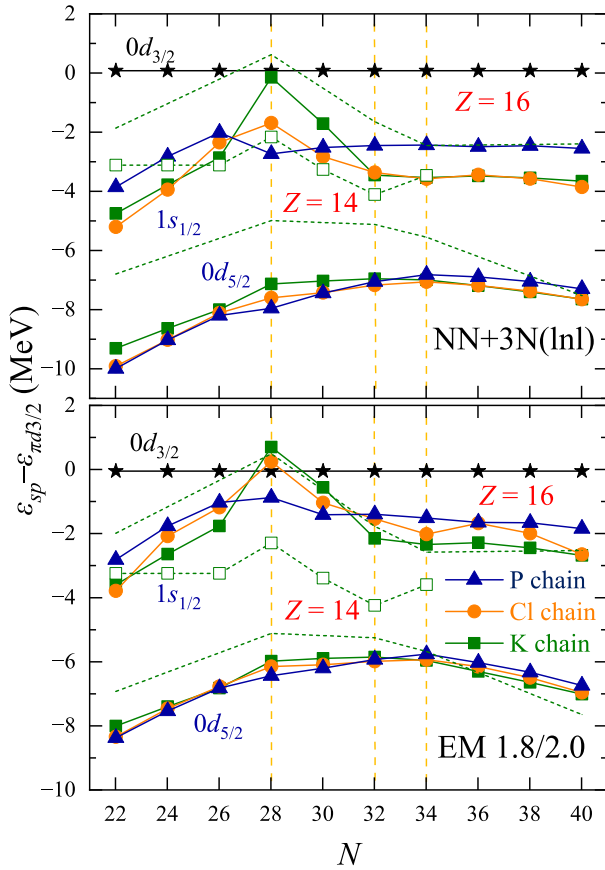 2
0d3/2
0
Z = 16
−2
−4
1s1/2
Z = 14
−6
0d5/2
−8
NN+3N(lnl)
−10
2
0d3/2
0
Z = 16
−2
P chain
1s1/2
Z = 14
−4
Cl chain
K chain
−6
0d5/2
−8
EM 1.8/2.0
−10
22 24 26 28 30 32 34 36 38 40
N
εsp−επd3/2 (MeV)